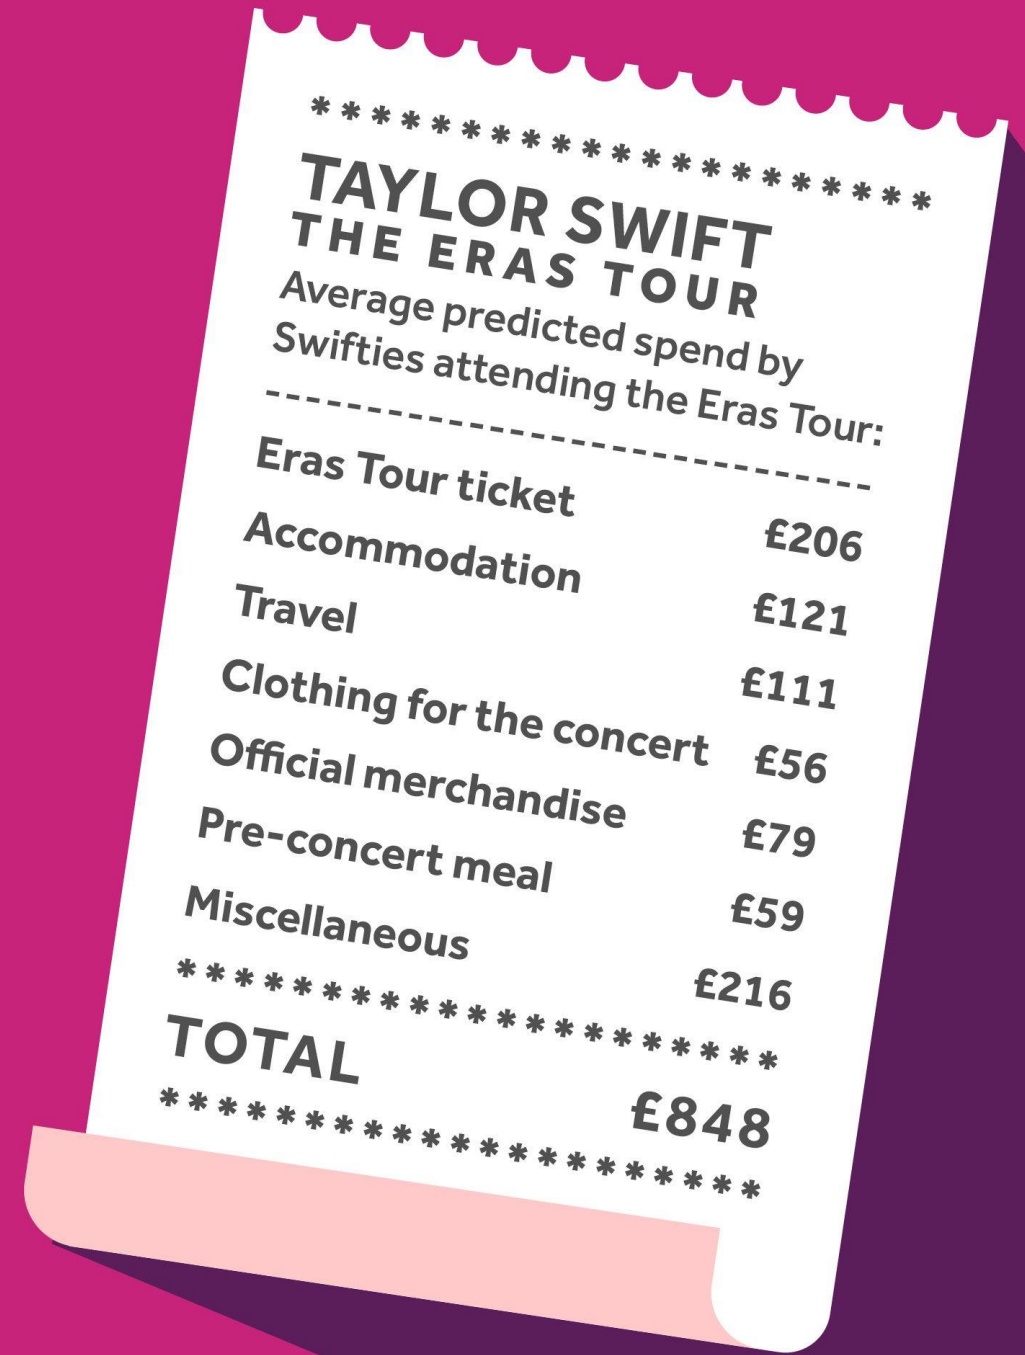 * * * * * * * * * * * * * * * * * * * * *
TAYLOR SWIFT
THE ERAS TOUR
Average predicted spend by
Swifties attending the Eras Tour:
------------------------------
Eras Tour ticket £206
Accommodation £121
Travel £111
Clothing for the concert £56
Official merchandise £79
Pre-concert meal £59
Miscellaneous £216
* * * * * * * * * * * * * * * * * * * * *
TOTAL £848
* * * * * * * * * * * * * * * * * * * * *